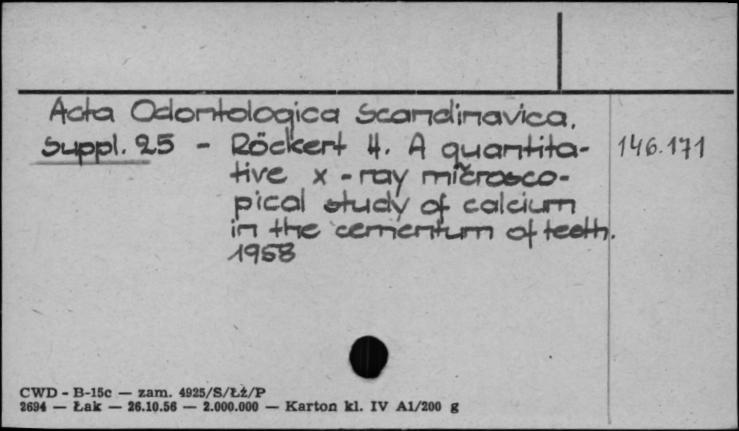 Acta Odontologica Scandinavica.
Suppl. 25 - Röckert H. A quantita- 146.171
tive x-ray microsco-
pical study of calcium
in the cementum of teeth.
1958
CWD - B-15c — zam. 4925/S/ŁŻ/P
2694 — Łak — 26.10.56 — 2.000.000 — Karton kl. IV A1/200 g